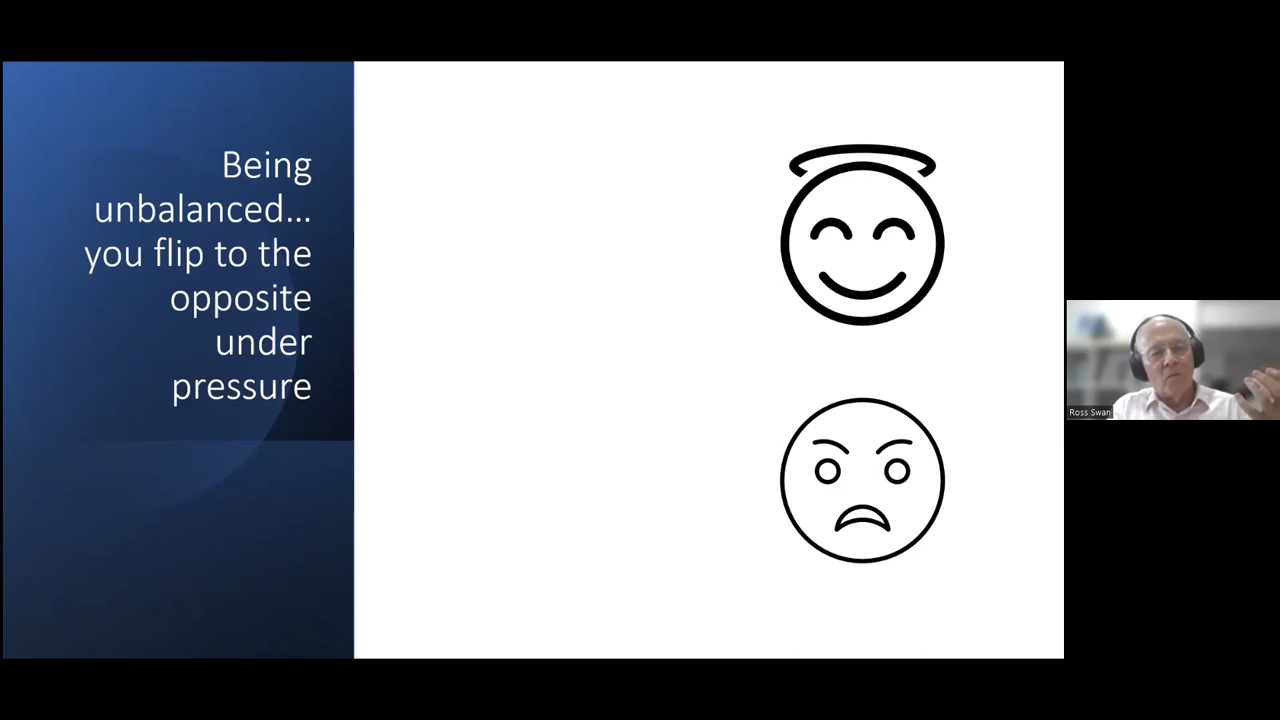 Being
unbalanced...
you flip to the
opposite
under
pressure
Ross Swan